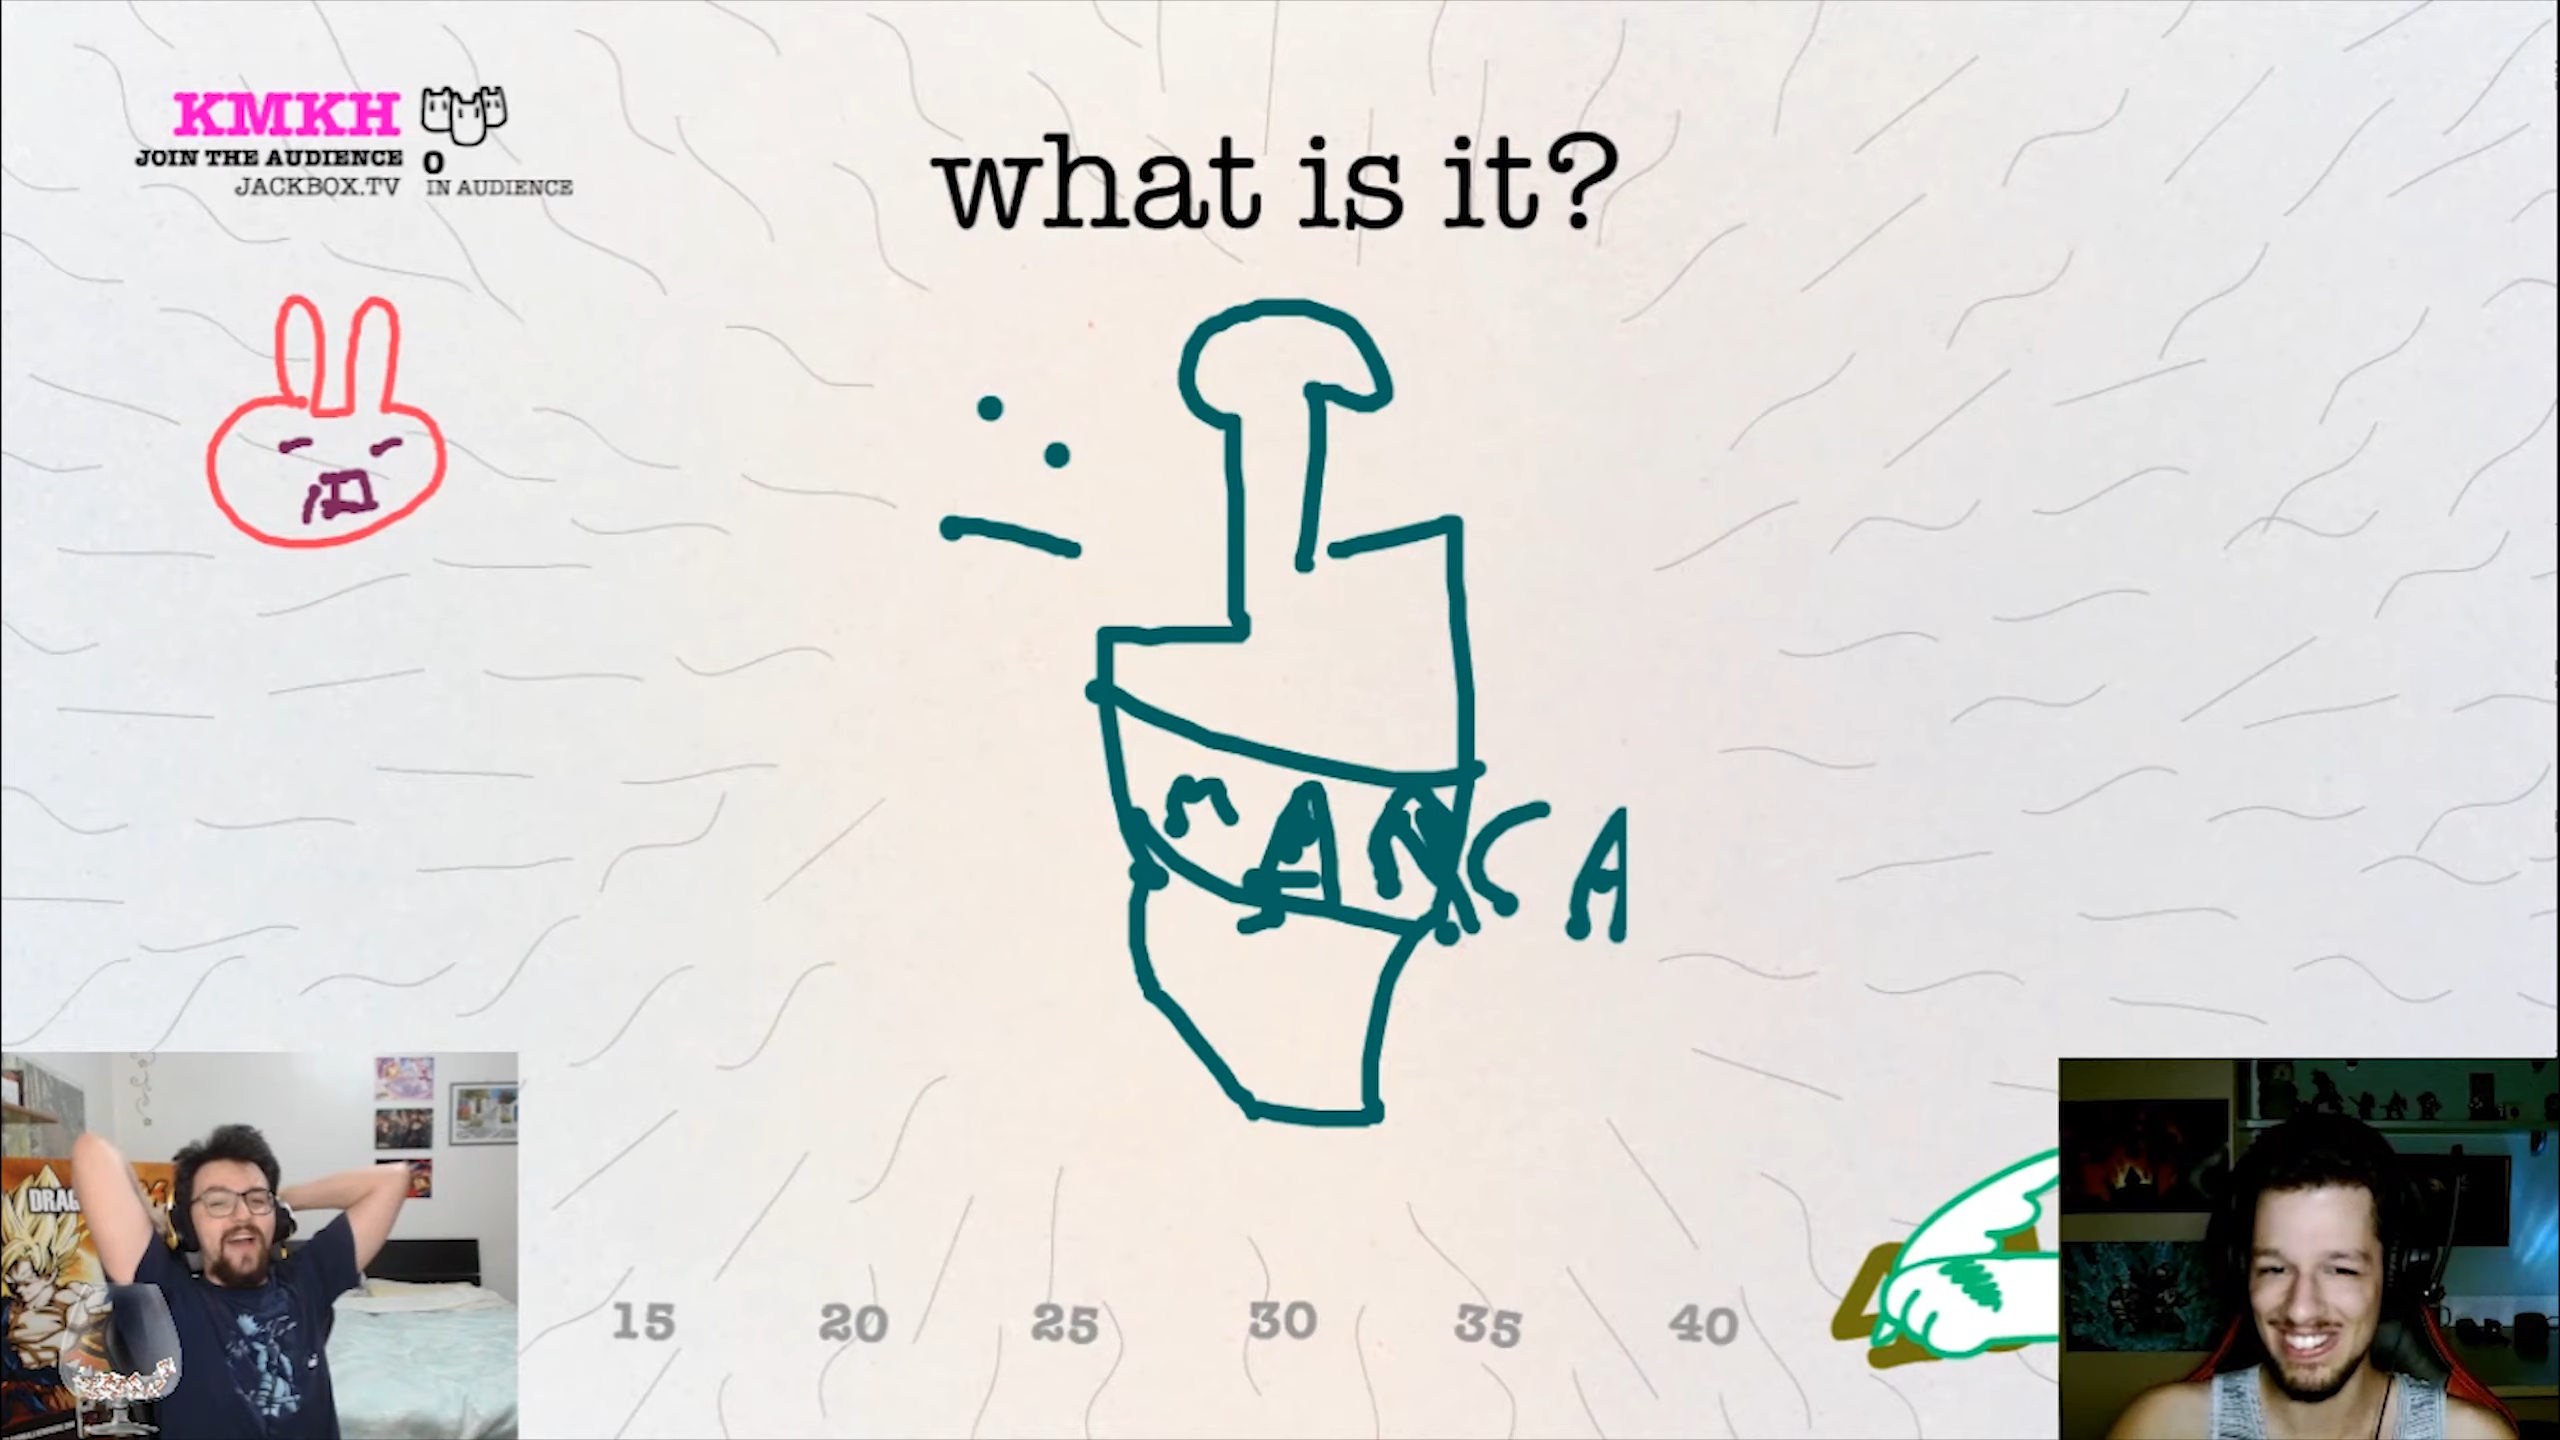 KMKH
JOIN THE AUDIENCE
JACKBOX.TV
0
IN AUDIENCE
what is it?
MANCA
DRAG
15 20 25 30 35 40